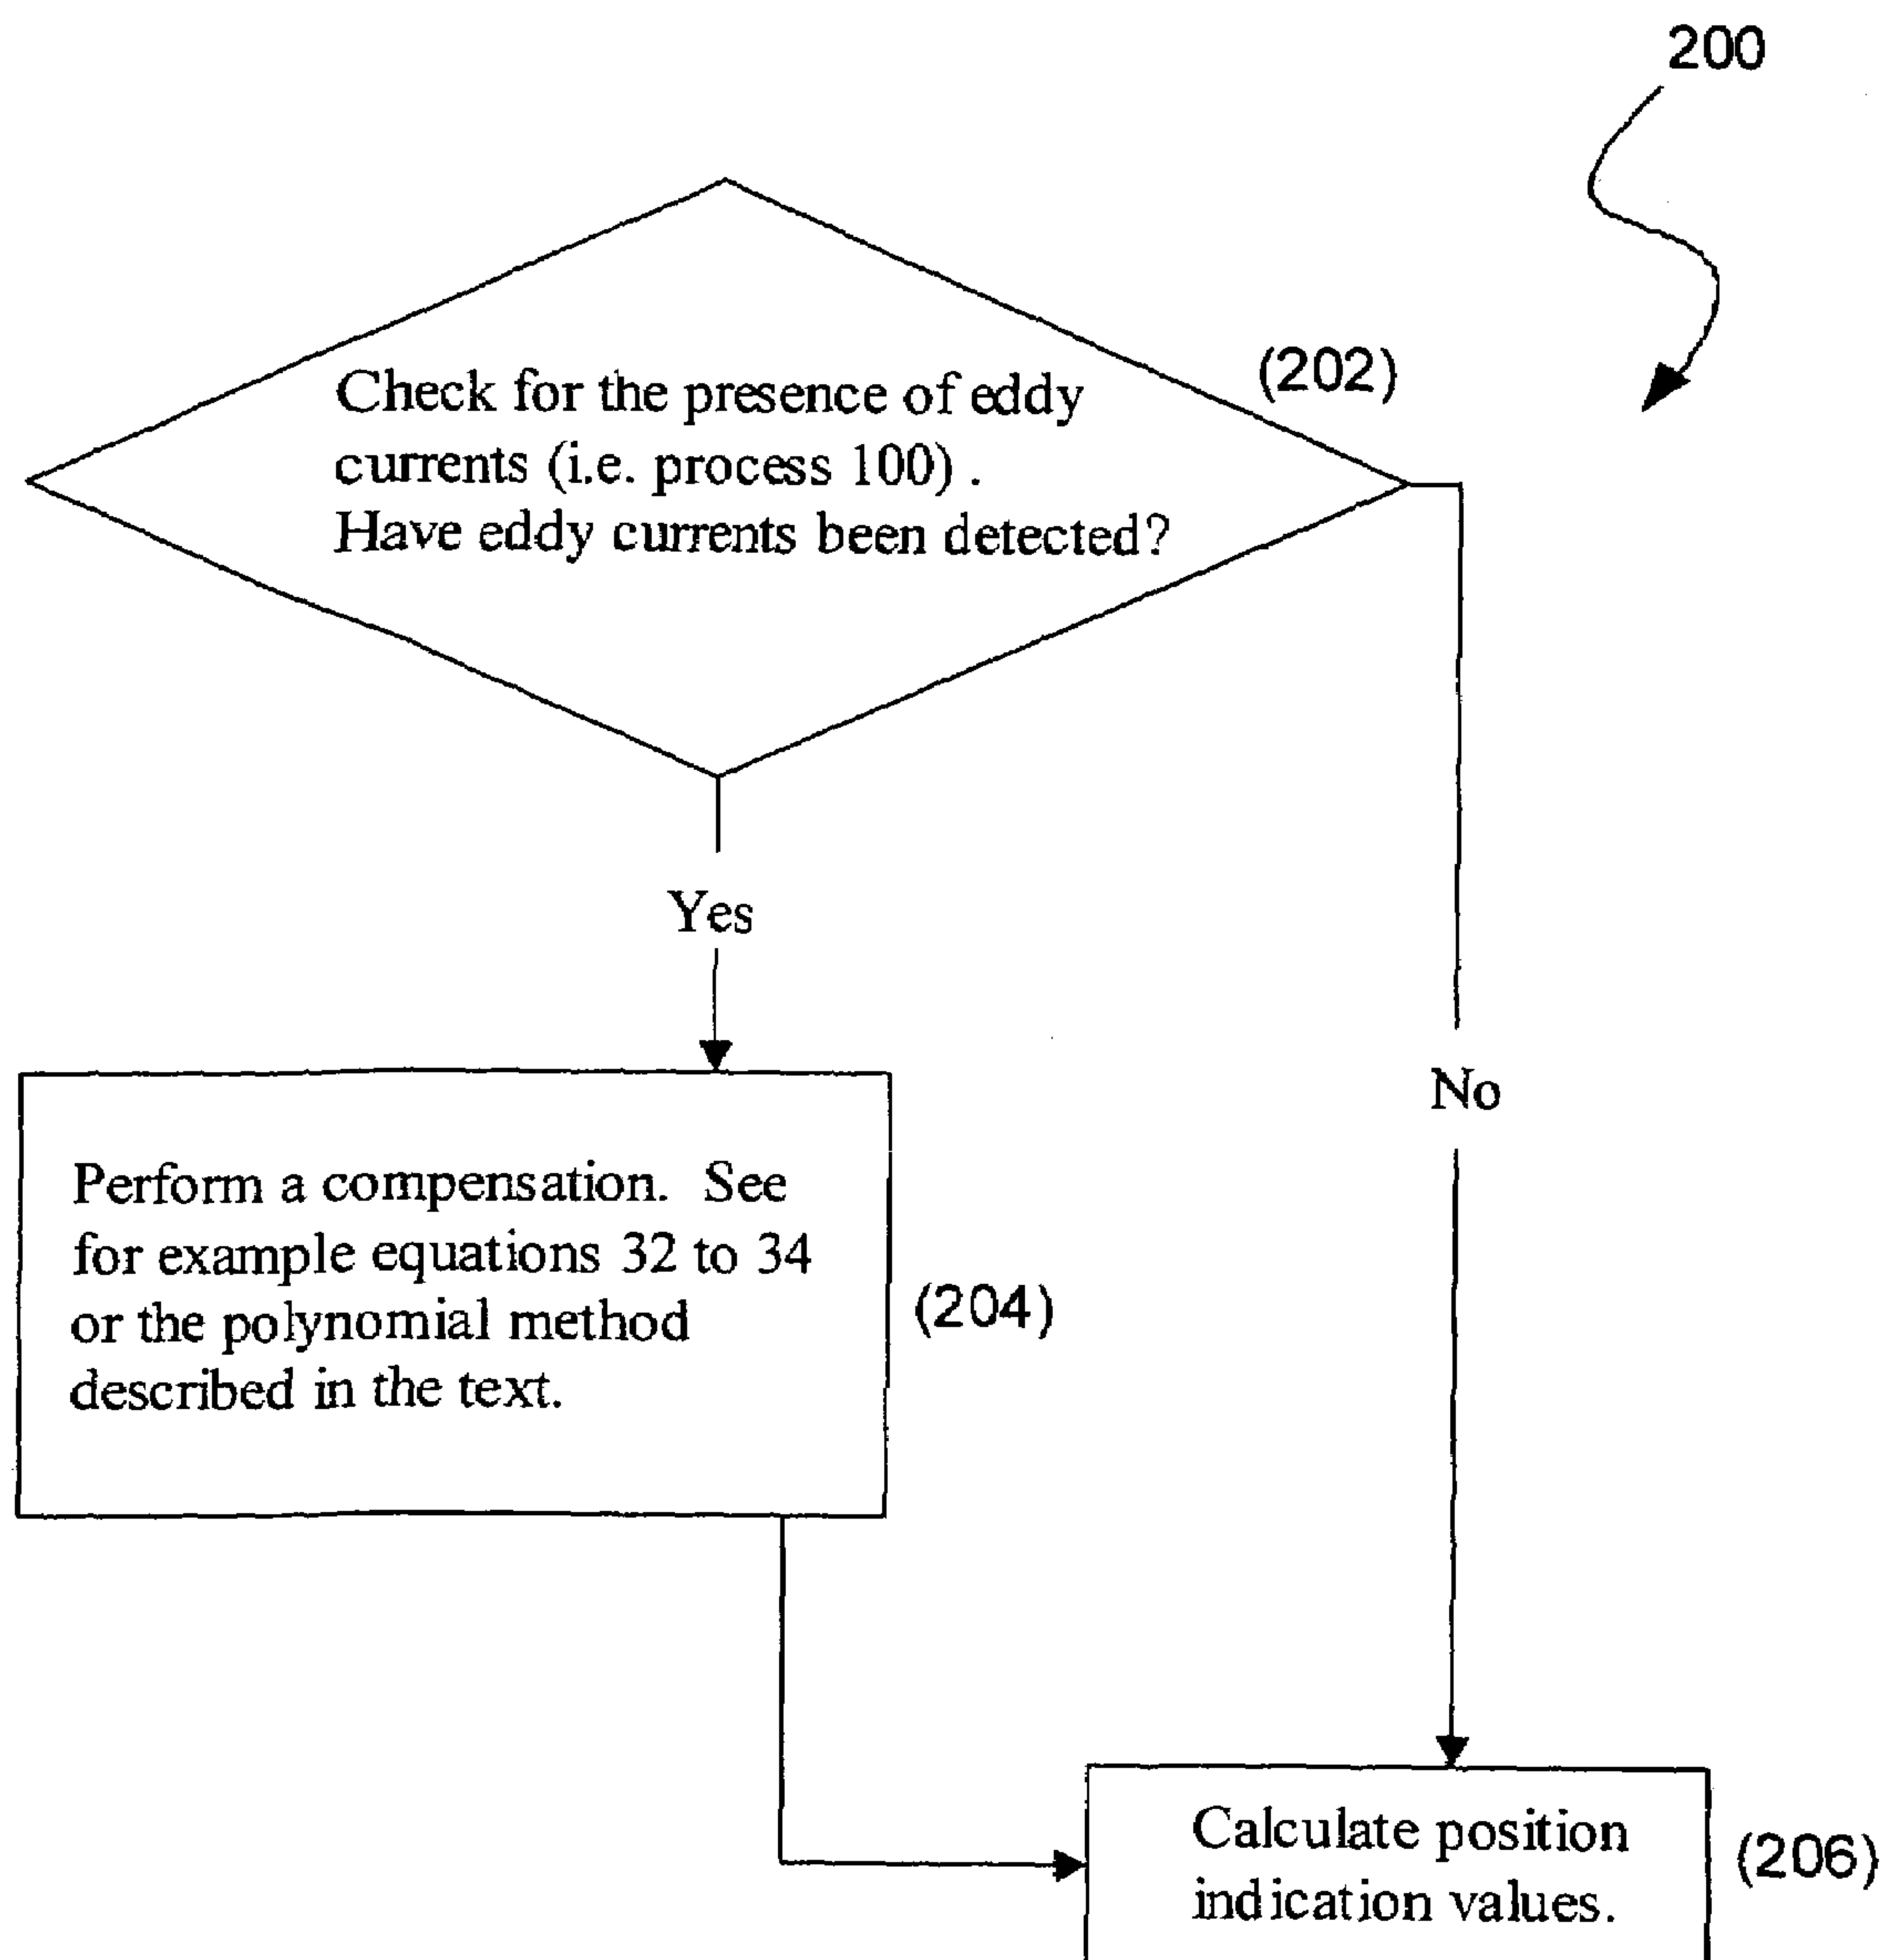 200
Check for the presence of eddy
currents (i.e. process 100) .
Have eddy currents been detected?
(202)
Yes
No
Perform a compensation. See
for example equations 32 to 34
or the polynomial method
described in the text.
(204)
Calculate position
indication values.
(206)